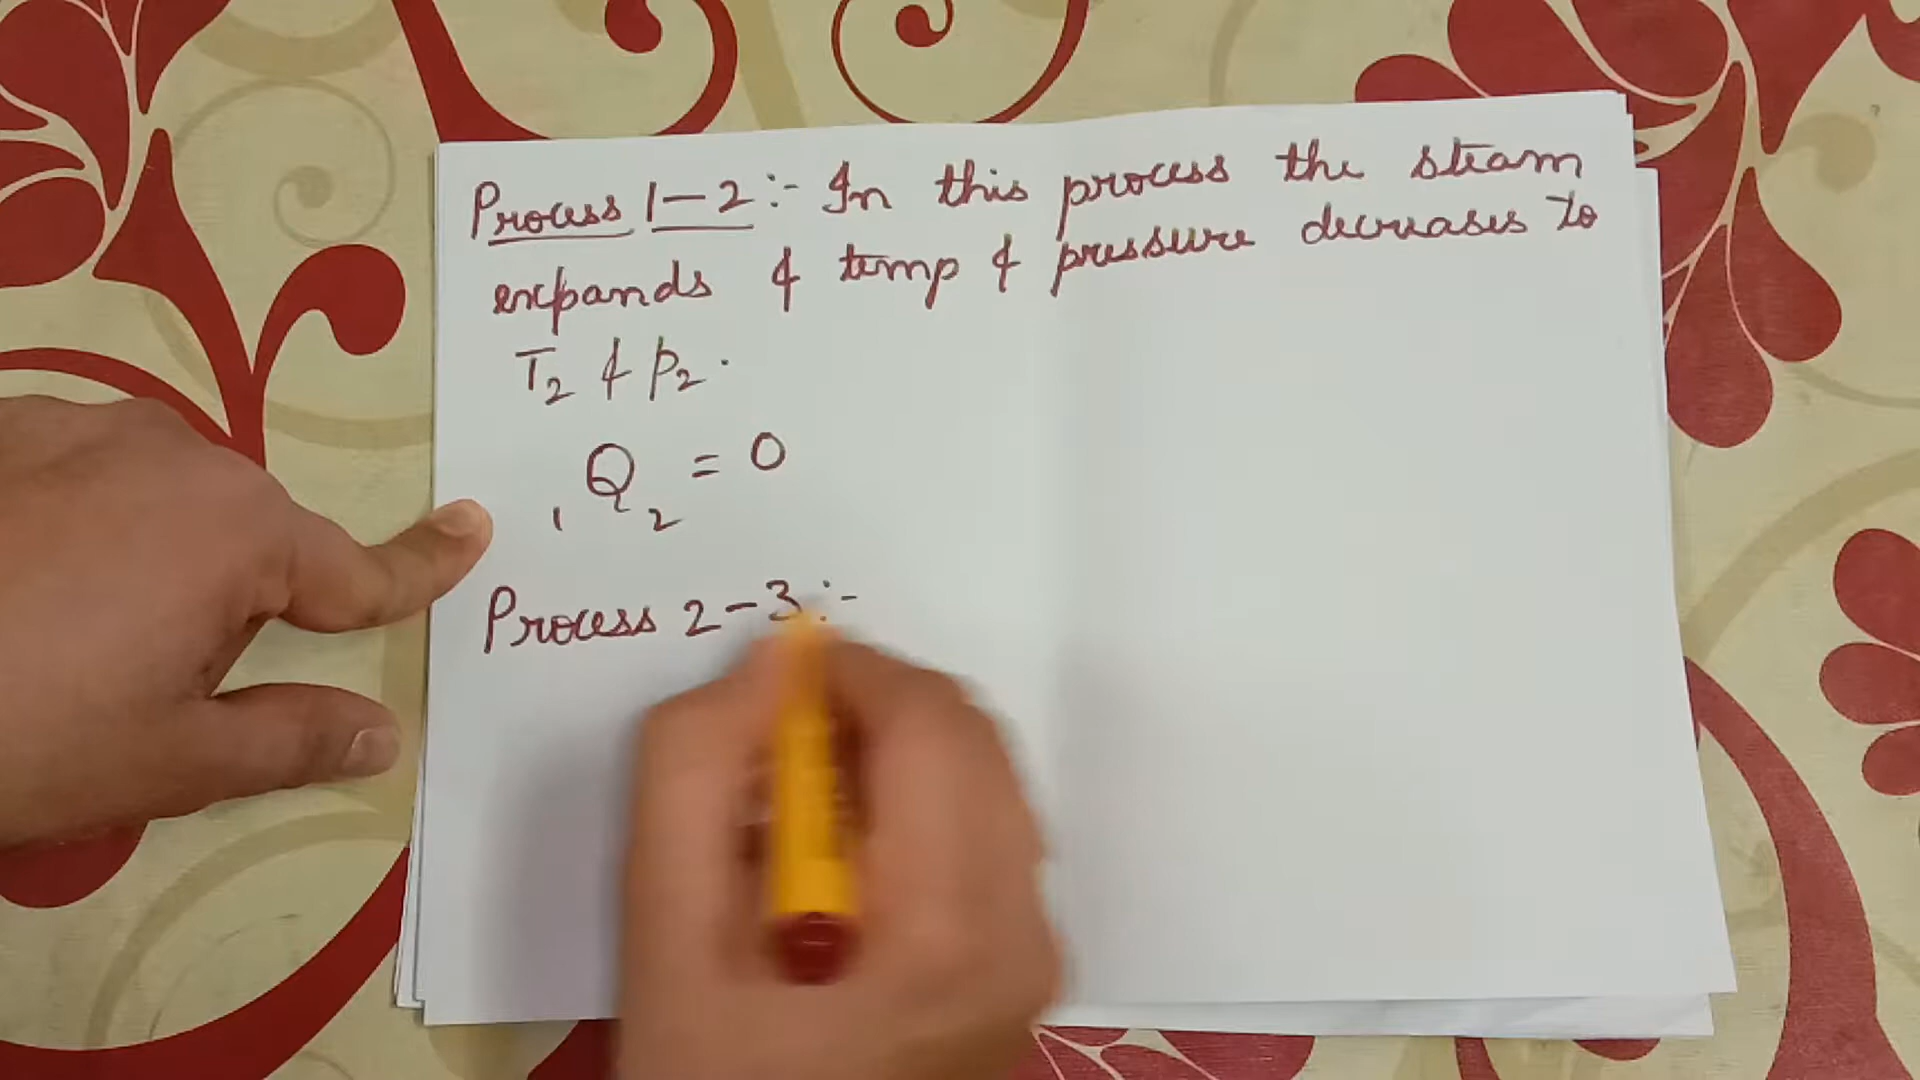 Process 1-2 :- In this process the steam
expands & temp & pressure decreases to
T₂ & p₂.
₁Q₂ = 0
Process 2-3 :-